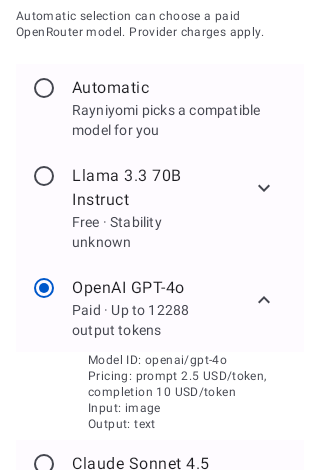 Automatic selection can choose a paid
OpenRouter model. Provider charges apply.
Automatic
Rayniyomi picks a compatible
model for you
Llama 3.3 70B
Instruct
Free · Stability
unknown
OpenAI GPT-4o
Paid · Up to 12288
output tokens
Model ID: openai/gpt-4o
Pricing: prompt 2.5 USD/token,
completion 10 USD/token
Input: image
Output: text
Claude Sonnet 4.5